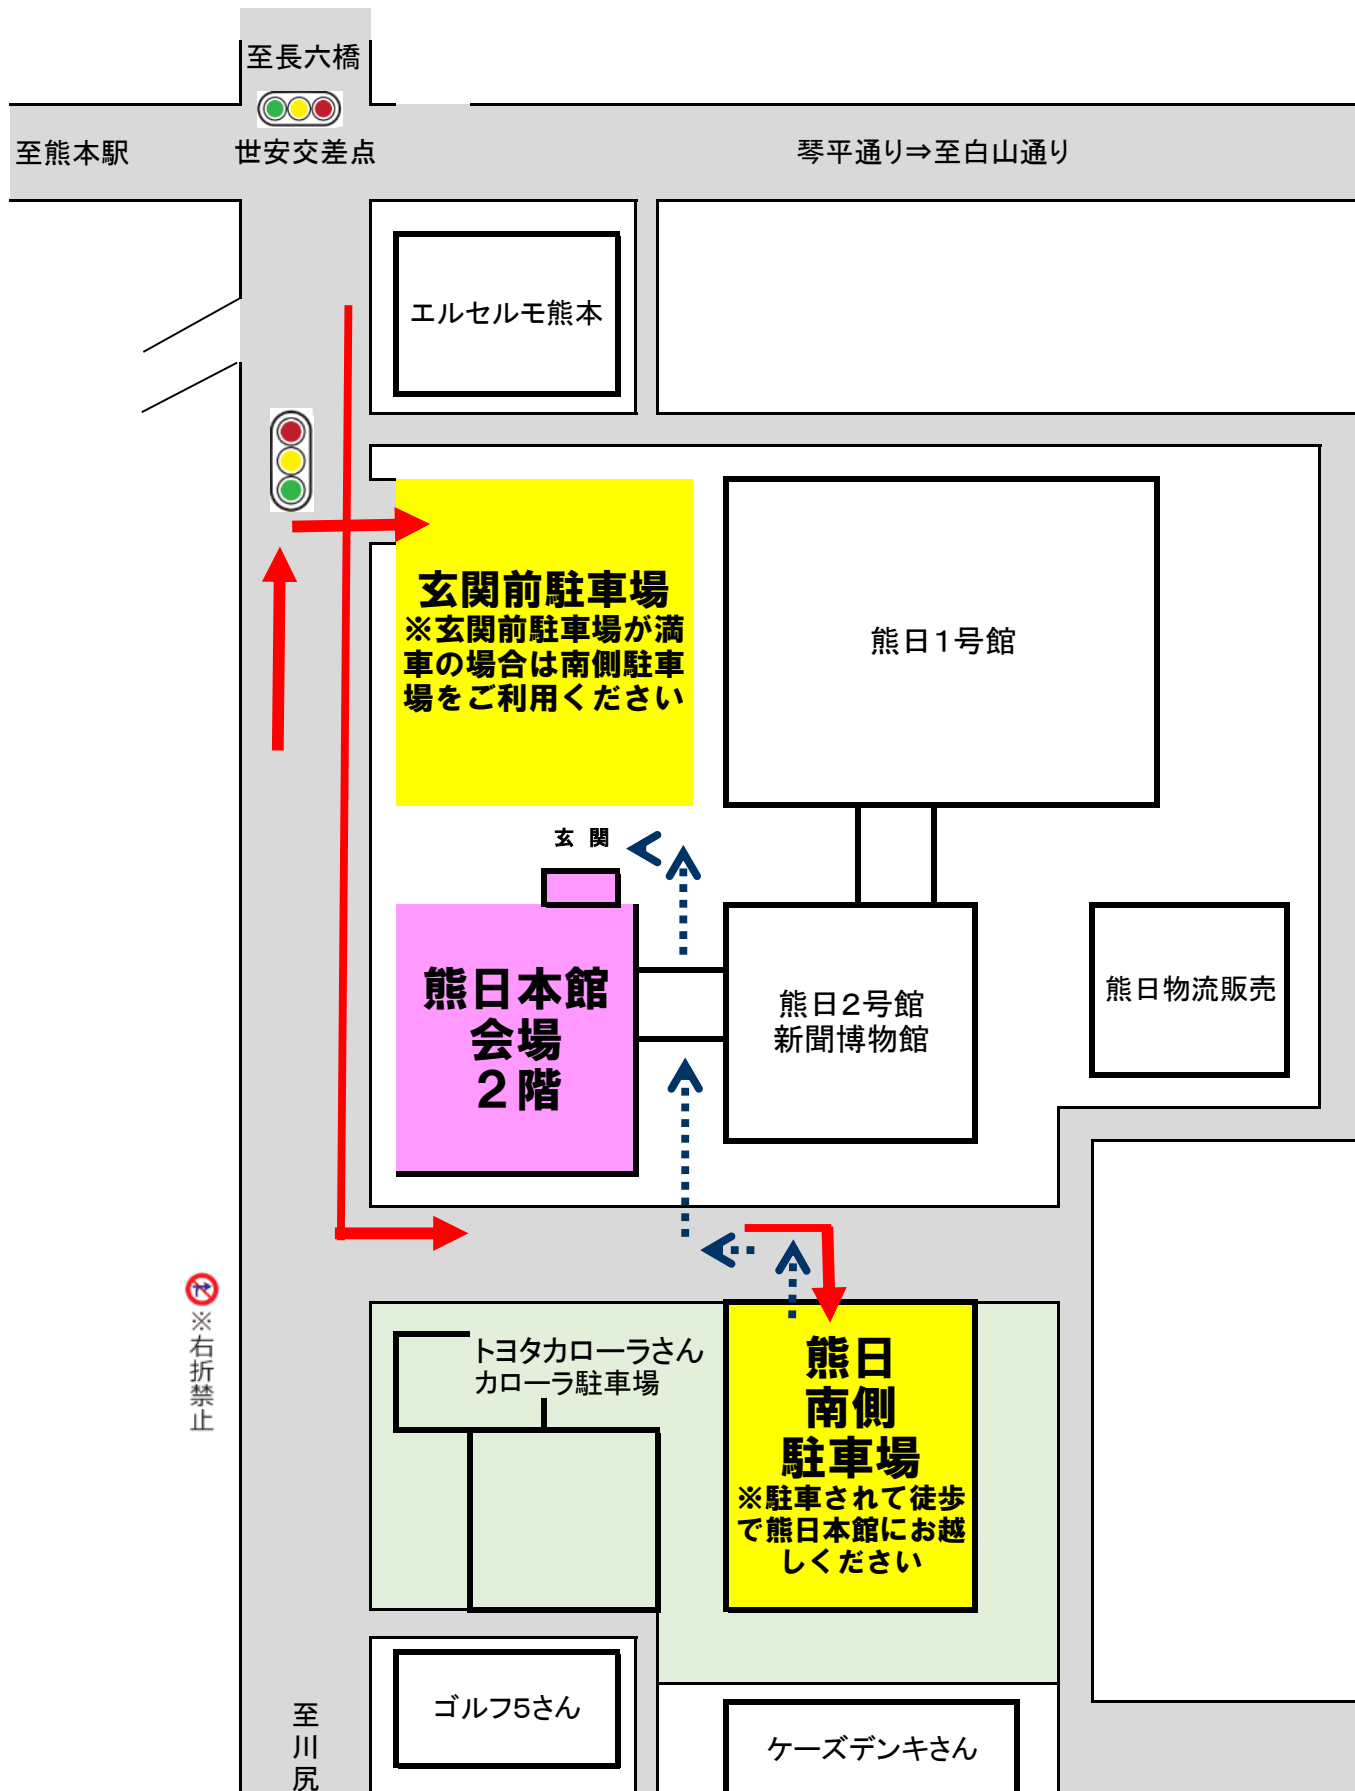 至長六橋
至熊本駅
世安交差点
琴平通り⇒至白山通り
エルセルモ熊本
玄関前駐車場
※玄関前駐車場が満
車の場合は南側駐車
場をご利用ください
熊日1号館
玄 関
熊日本館
会場
２階
熊日2号館
新聞博物館
熊日物流販売
※右折禁止
トヨタカローラさん
カローラ駐車場
熊日
南側
駐車場
※駐車されて徒歩
で熊日本館にお越
しください
ゴルフ5さん
ケーズデンキさん
至川尻